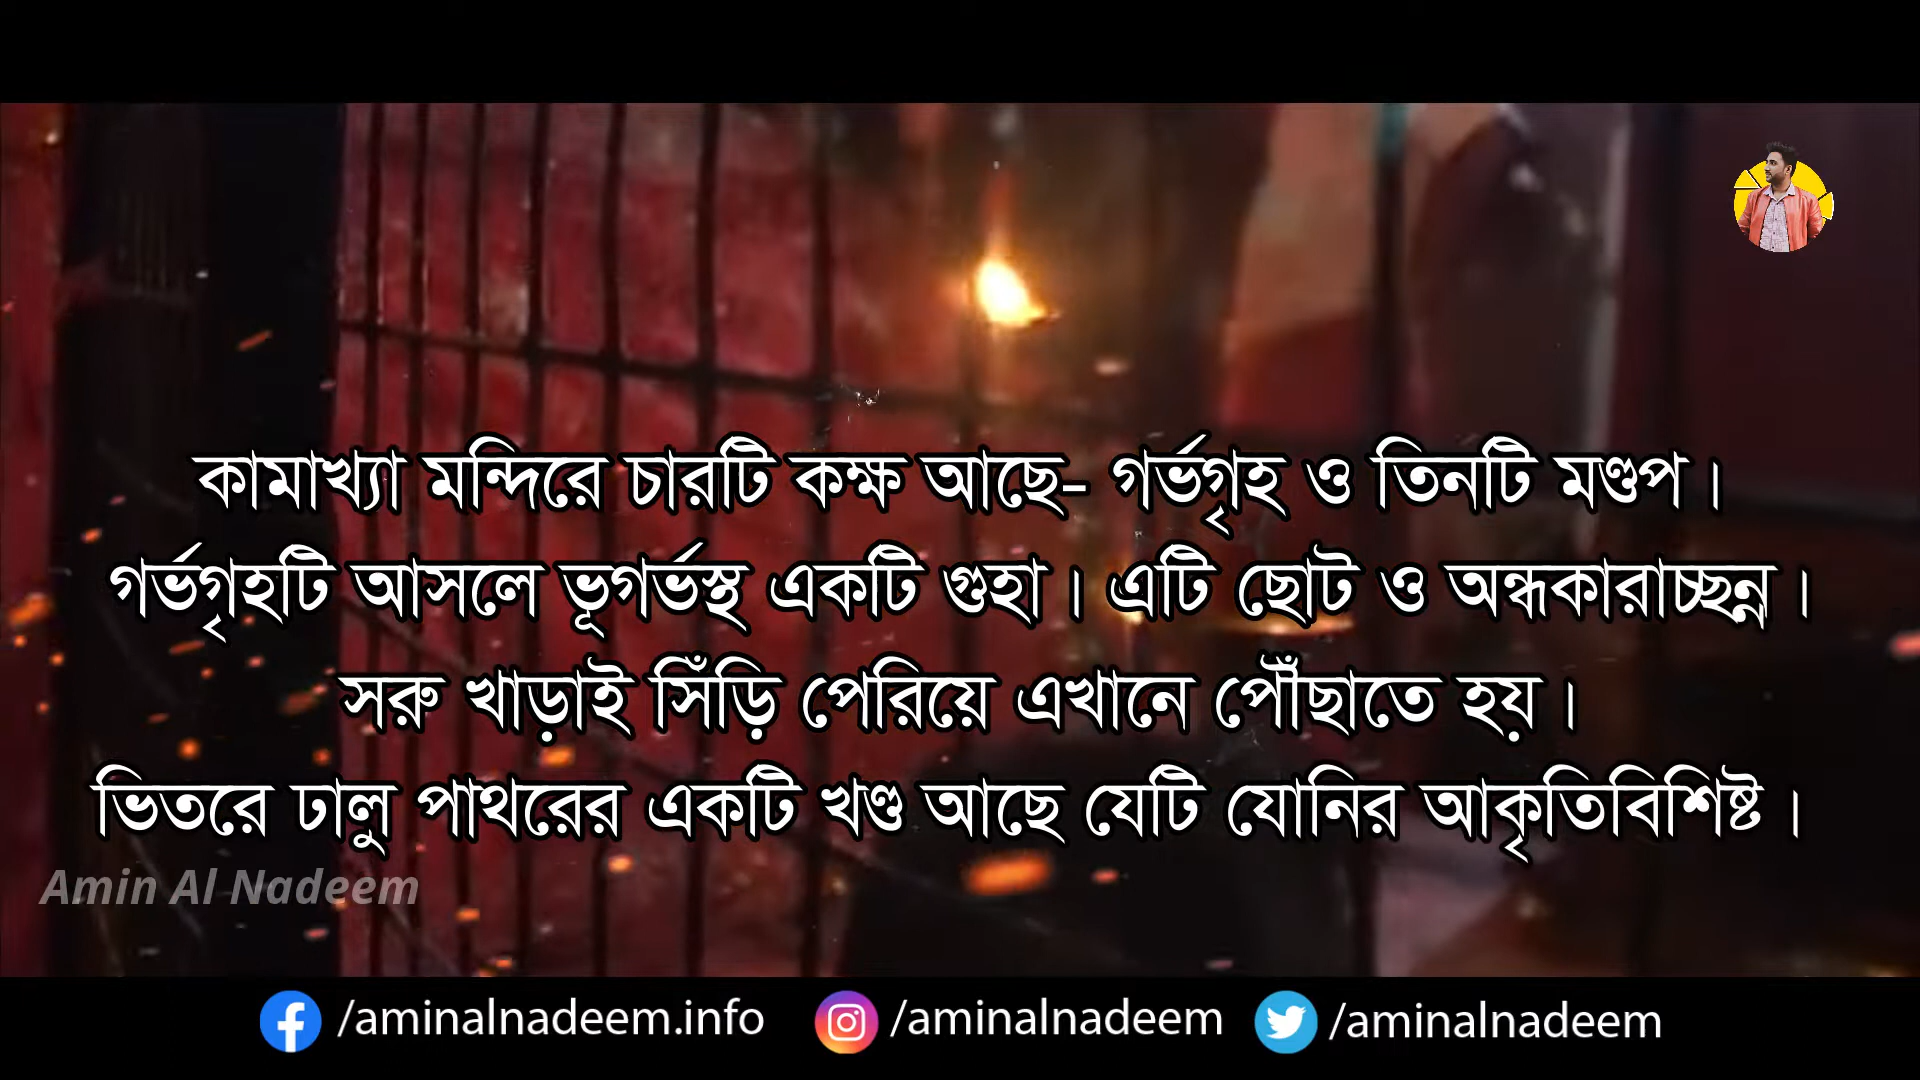 কামাখ্যা মন্দিরে চারটি কক্ষ আছে- গর্ভগৃহ ও তিনটি মণ্ডপ।
গর্ভগৃহটি আসলে ভূগর্ভস্থ একটি গুহা। এটি ছোট ও অন্ধকারাচ্ছন্ন।
সরু খাড়াই সিঁড়ি পেরিয়ে এখানে পৌঁছাতে হয়।
ভিতরে ঢালু পাথরের একটি খণ্ড আছে যেটি যোনির আকৃতিবিশিষ্ট।
Amin Al Nadeem
/aminalnadeem.info /aminalnadeem /aminalnadeem